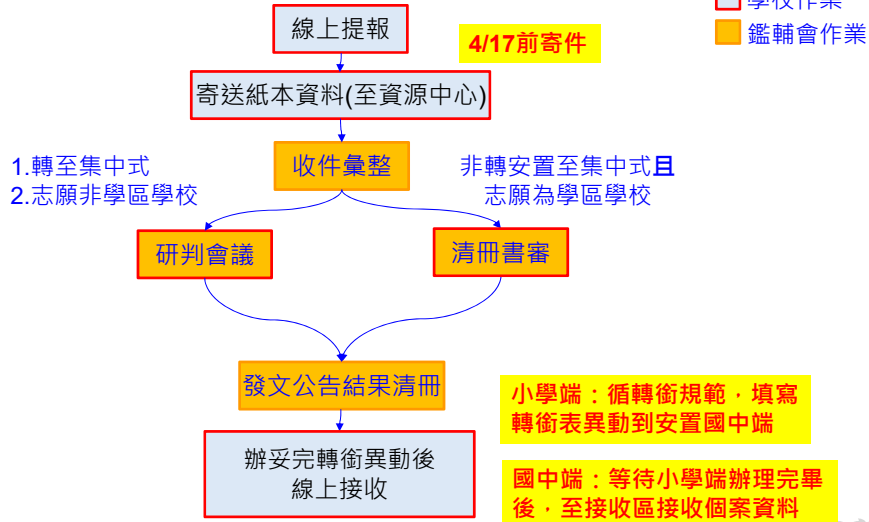 學校作業
鑑輔會作業
線上提報
4/17前寄件
寄送紙本資料(至資源中心)
1.轉至集中式
2.志願非學區學校
收件彙整
非轉安置至集中式且
志願為學區學校
研判會議
清冊書審
發文公告結果清冊
小學端：循轉銜規範，填寫
轉銜表異動到安置國中端
辦妥完轉銜異動後
線上接收
國中端：等待小學端辦理完畢
後，至接收區接收個案資料